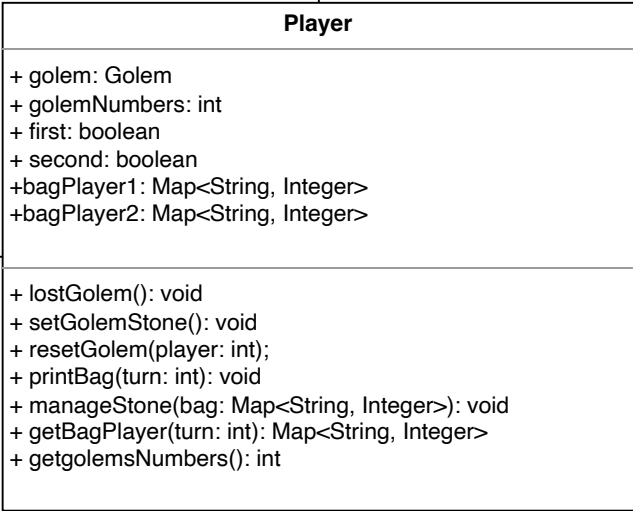 Player
+ golem: Golem
+ golemNumbers: int
+ first: boolean
+ second: boolean
+bagPlayer1: Map<String, Integer>
+bagPlayer2: Map<String, Integer>
+ lostGolem(): void
+ setGolemStone(): void
+ resetGolem(player: int);
+ printBag(turn: int): void
+ manageStone(bag: Map<String, Integer>): void
+ getBagPlayer(turn: int): Map<String, Integer>
+ getgolemsNumbers(): int